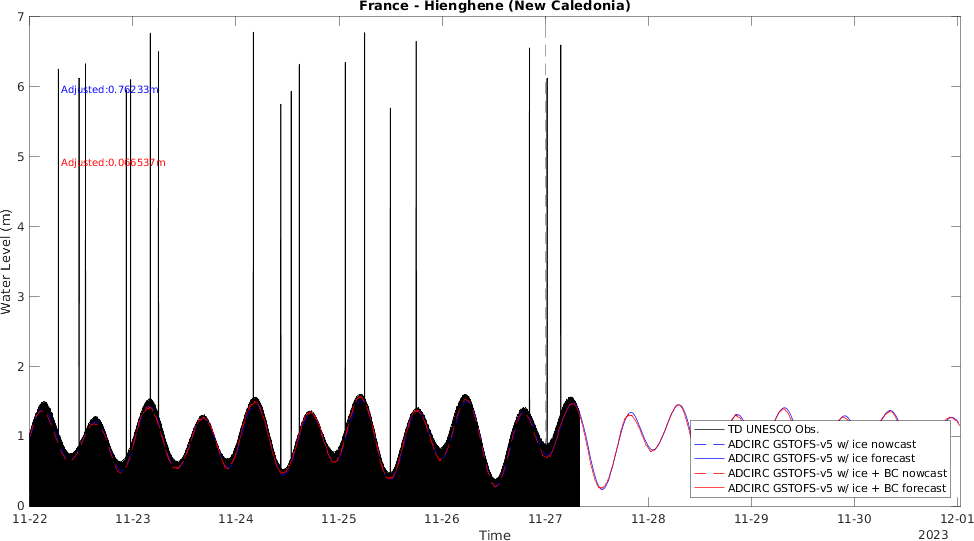 France - Hienghene (New Caledonia)
Water Level (m)
7
6
5
4
3
2
1
0
Adjusted:0.76233m
Adjusted:0.066537m
TD UNESCO Obs.
ADCIRC GSTOFS-v5 w/ ice nowcast
ADCIRC GSTOFS-v5 w/ ice forecast
ADCIRC GSTOFS-v5 w/ ice + BC nowcast
ADCIRC GSTOFS-v5 w/ ice + BC forecast
11-22 11-23 11-24 11-25 11-26 11-27 11-28 11-29 11-30 12-01
Time
2023